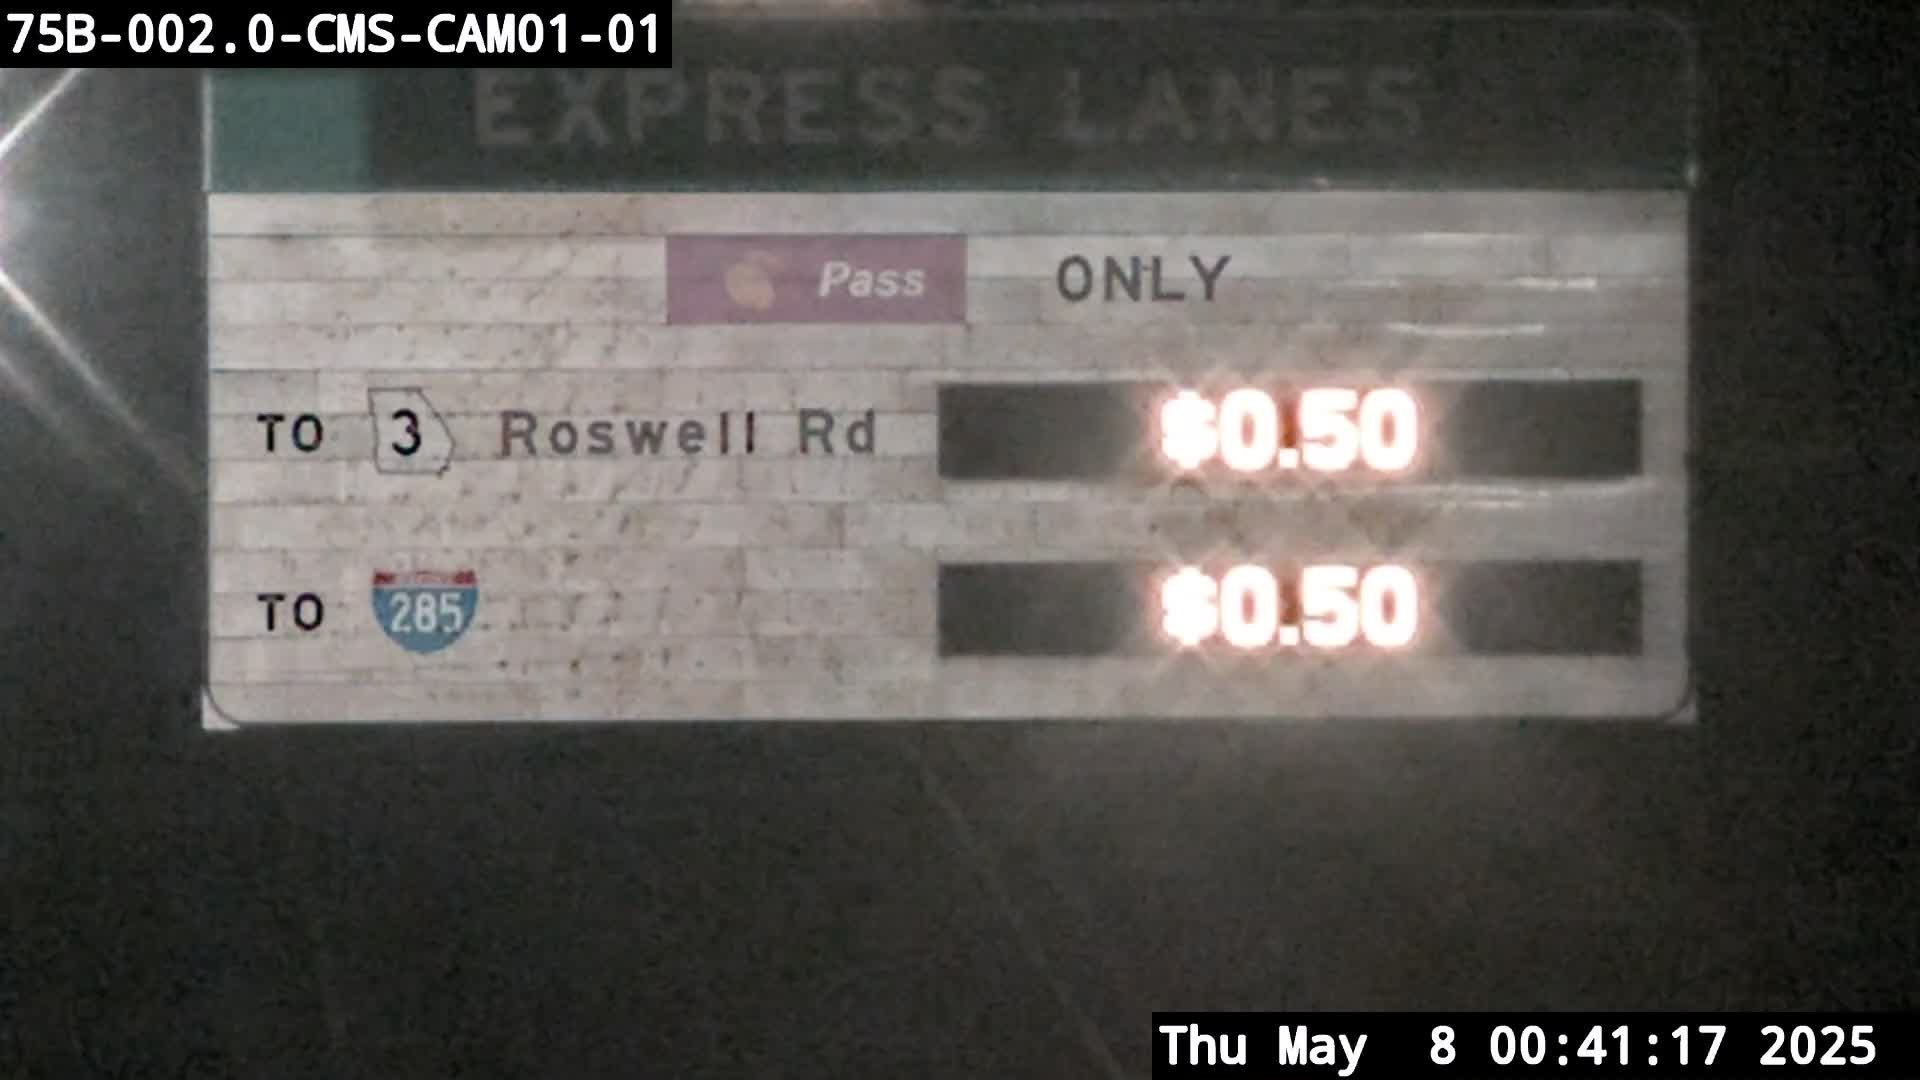 75B-002.0-CMS-CAM01-01
EXPRESS LANES
Pass ONLY
TO 3 Roswell Rd $0.50
TO 285 $0.50
Thu May 8 00:41:17 2025